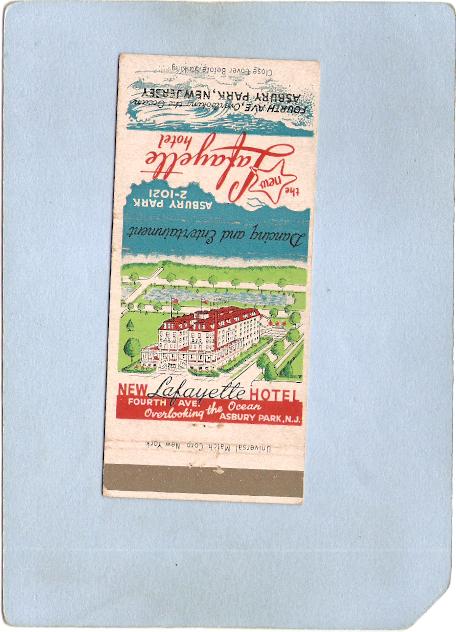 Close Cover Before Striking
FOURTH AVE., Overlooking the Ocean
ASBURY PARK, NEW JERSEY
the new Lafayette
hotel
ASBURY PARK
2-1021
Dancing and Entertainment
NEW Lafayette HOTEL
FOURTH AVE.
Overlooking the Ocean
ASBURY PARK, N.J.
Universal Match Corp. New York